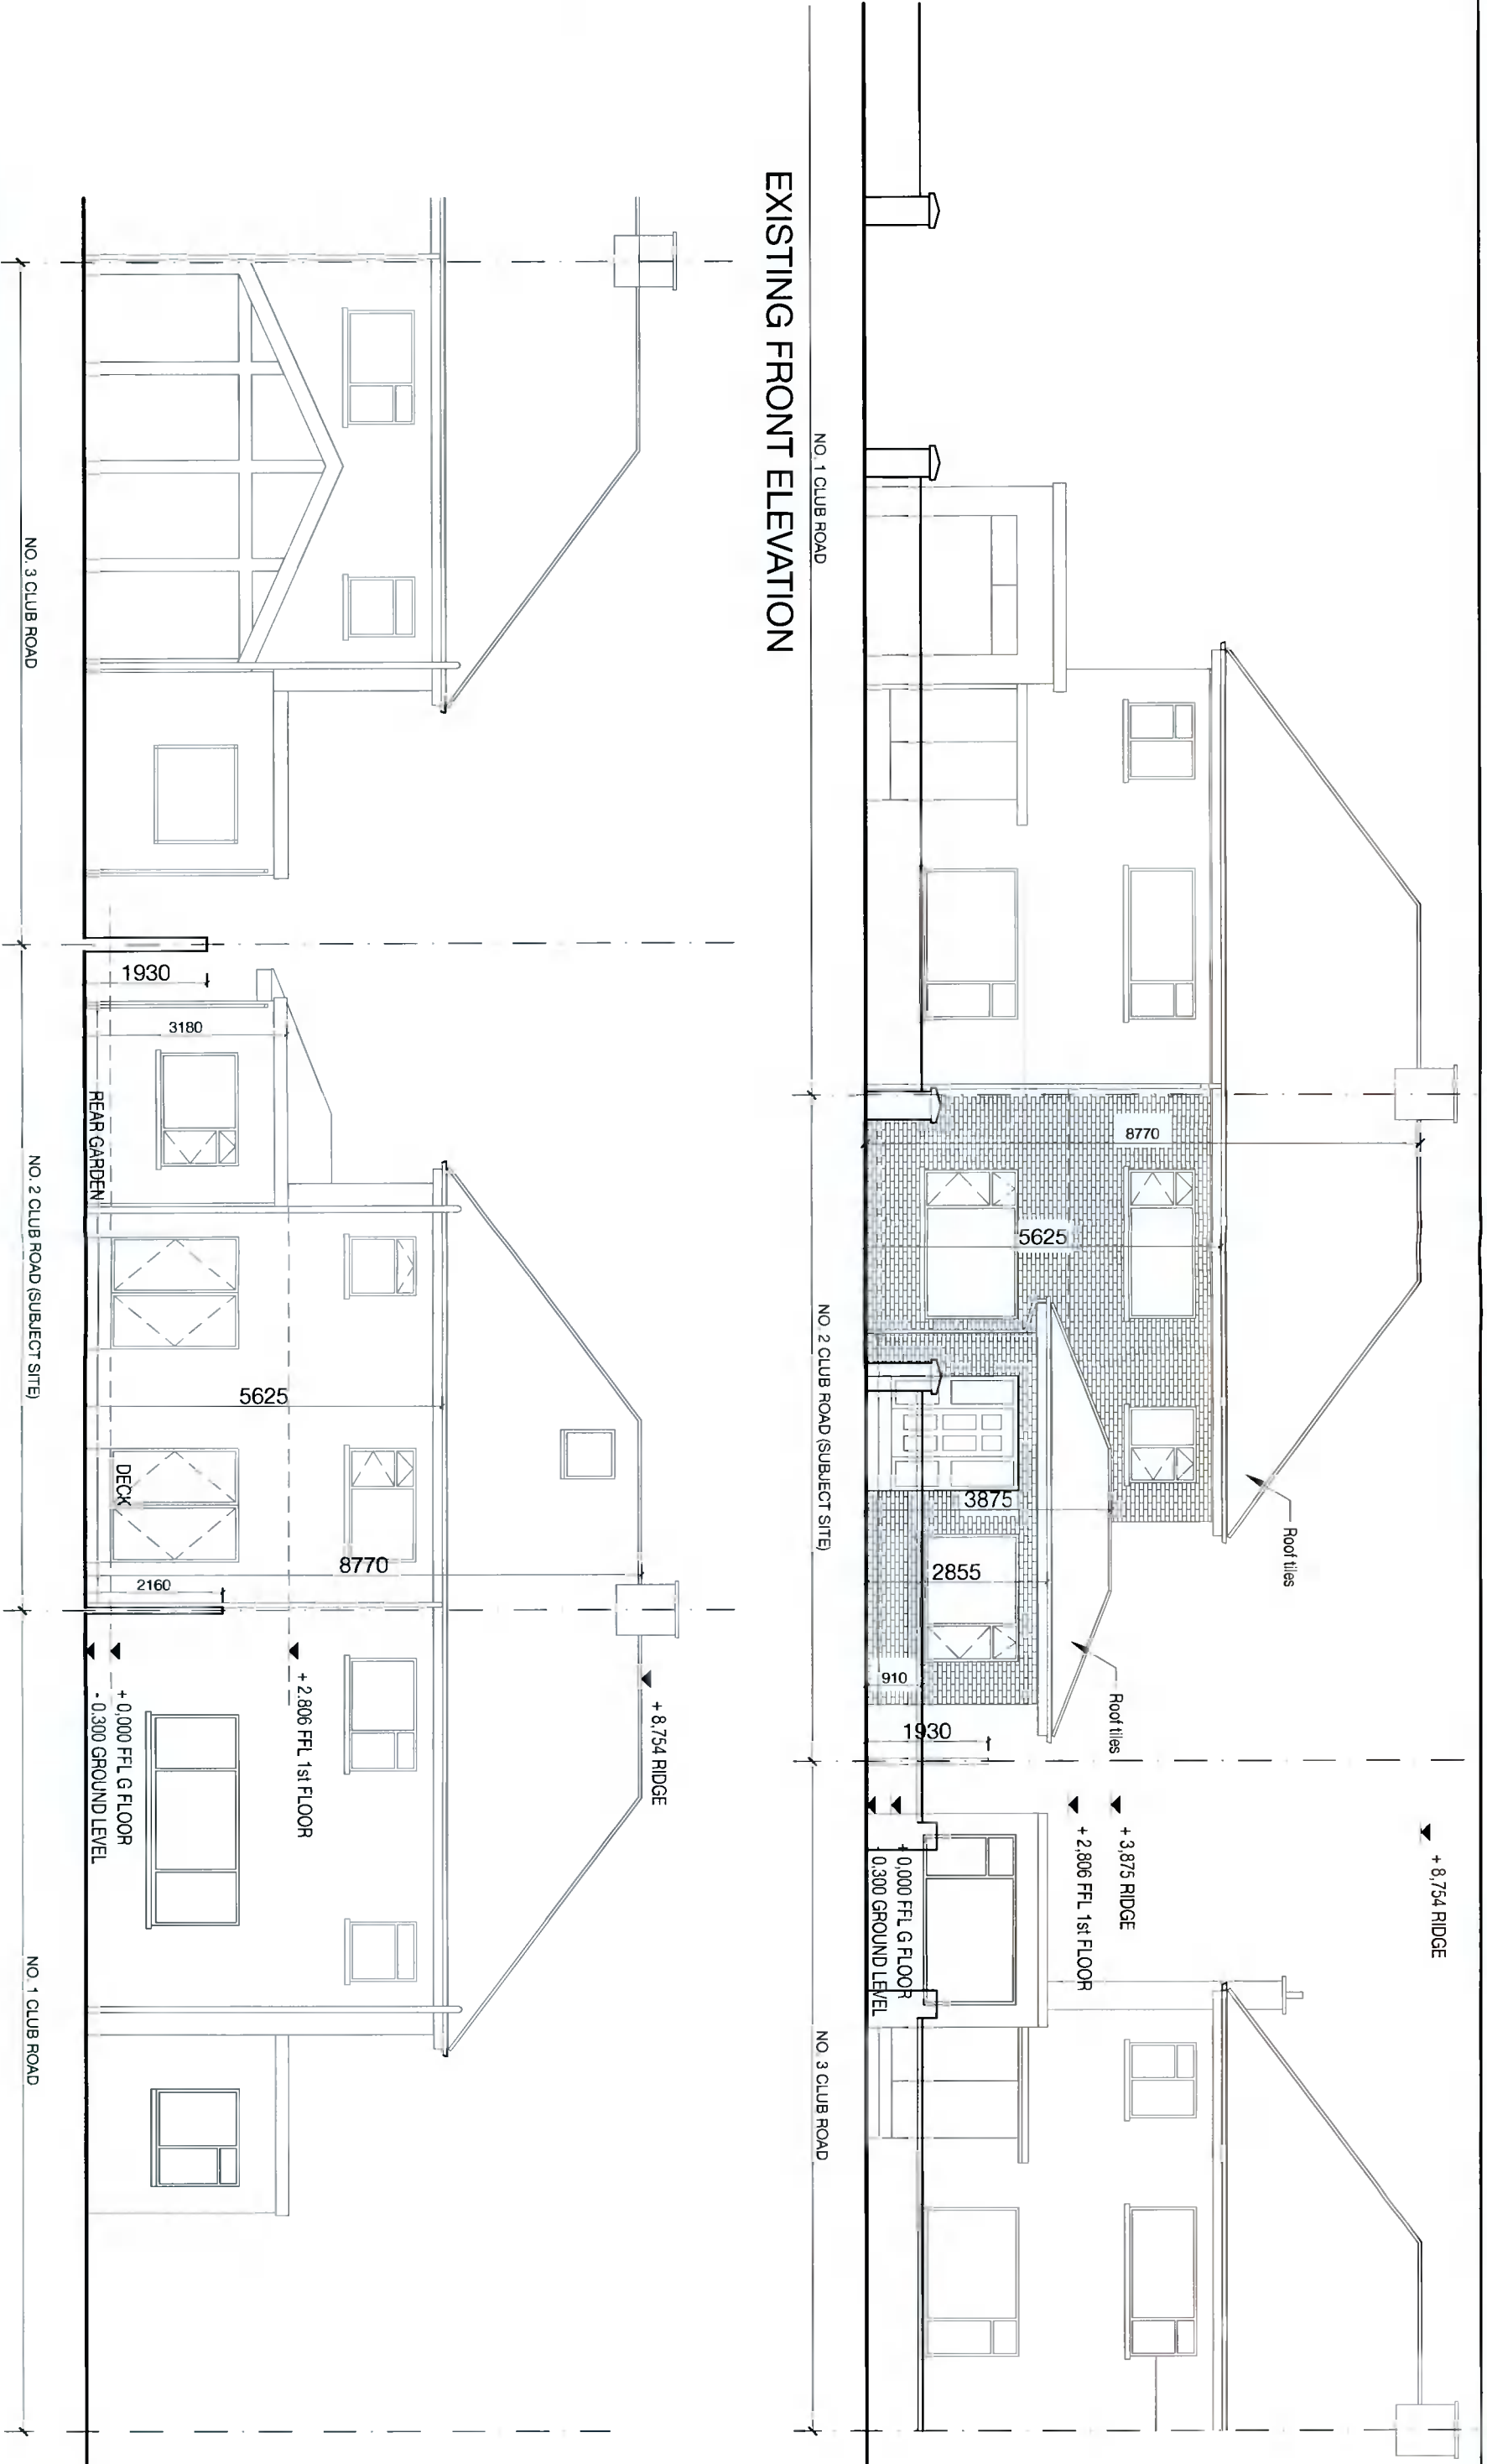 + 8,754 RIDGE
Roof tiles
8770
+ 3,875 RIDGE
Roof tiles
+ 2,806 FFL 1st FLOOR
5625
3875
2855
910
1930
+ 0,000 FFL G FLOOR
- 0,300 GROUND LEVEL
NO. 1 CLUB ROAD
NO. 2 CLUB ROAD (SUBJECT SITE)
NO. 3 CLUB ROAD
EXISTING FRONT ELEVATION
+ 8,754 RIDGE
8770
+ 2,806 FFL 1st FLOOR
5625
3180
1930
2160
DECK
REAR GARDEN
+ 0,000 FFL G FLOOR
- 0,300 GROUND LEVEL
NO. 3 CLUB ROAD
NO. 2 CLUB ROAD (SUBJECT SITE)
NO. 1 CLUB ROAD